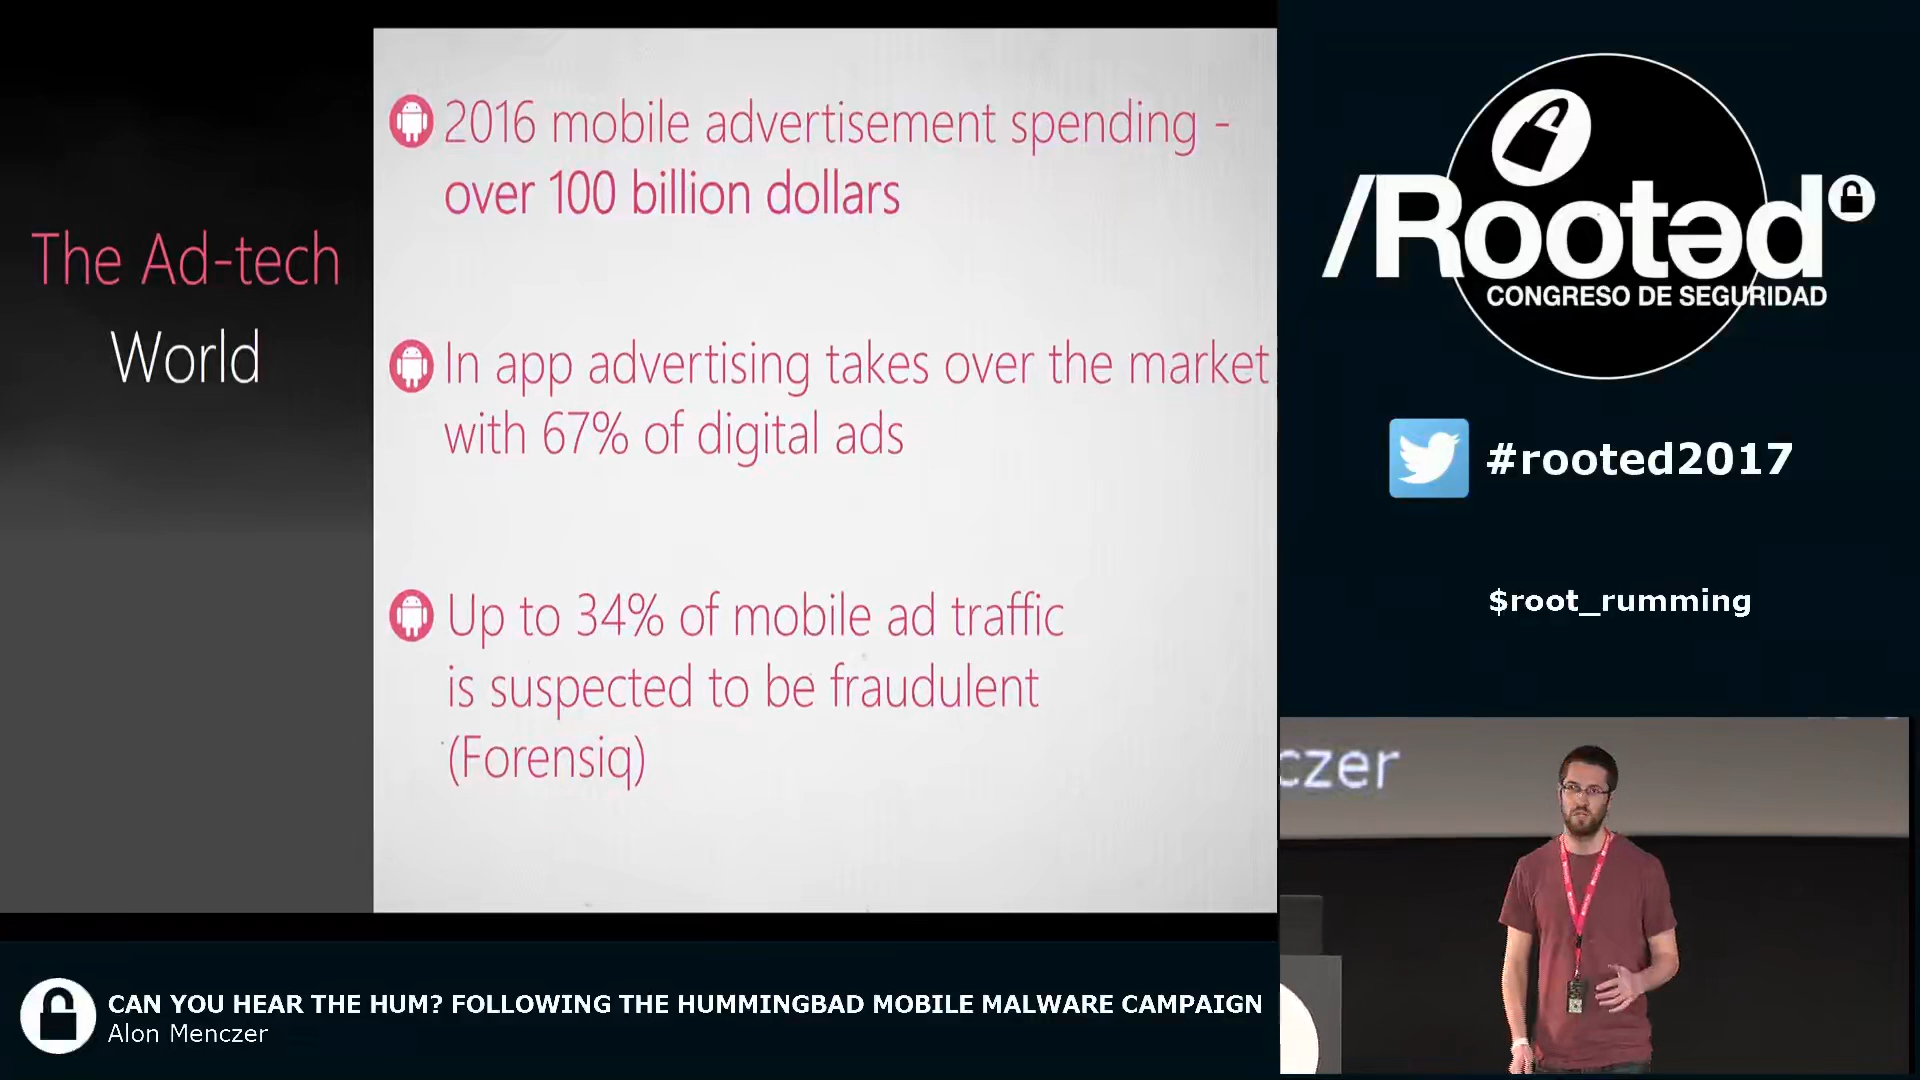 The Ad-tech
World
2016 mobile advertisement spending -
over 100 billion dollars
In app advertising takes over the market
with 67% of digital ads
Up to 34% of mobile ad traffic
is suspected to be fraudulent
(Forensiq)
/Rootəd
CONGRESO DE SEGURIDAD
#rooted2017
$root_rumming
czer
CAN YOU HEAR THE HUM? FOLLOWING THE HUMMINGBAD MOBILE MALWARE CAMPAIGN
Alon Menczer